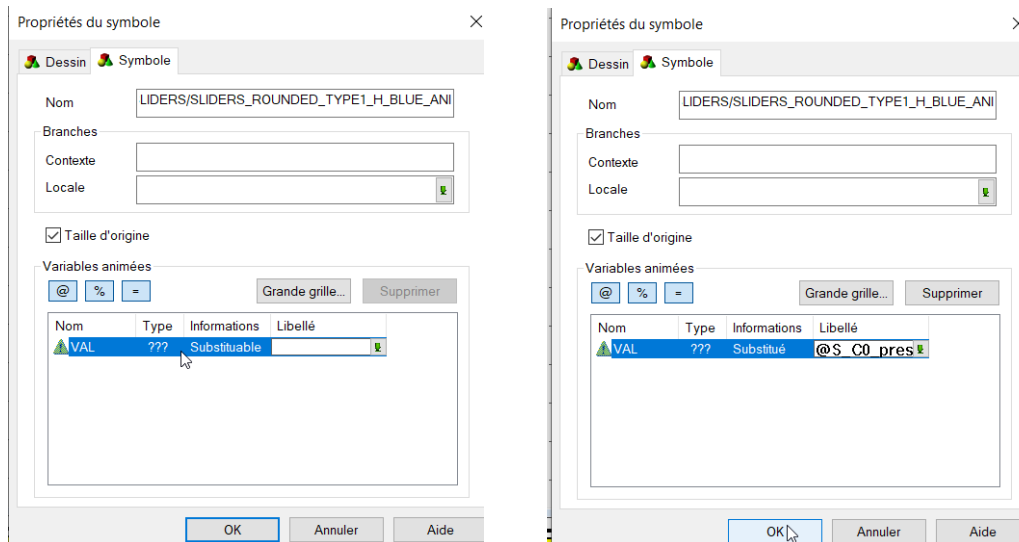 Propriétés du symbole
Dessin Symbole
Nom LIDERS/SLIDERS_ROUNDED_TYPE1_H_BLUE_ANI
Branches
Contexte
Locale
Taille d'origine
Variables animées
@ % = Grande grille... Supprimer
Nom Type Informations Libellé
VAL ??? Substituable
OK Annuler Aide
Propriétés du symbole
Dessin Symbole
Nom LIDERS/SLIDERS_ROUNDED_TYPE1_H_BLUE_ANI
Branches
Contexte
Locale
Taille d'origine
Variables animées
@ % = Grande grille... Supprimer
Nom Type Informations Libellé
VAL ??? Substitué @S_C0_pres
OK Annuler Aide